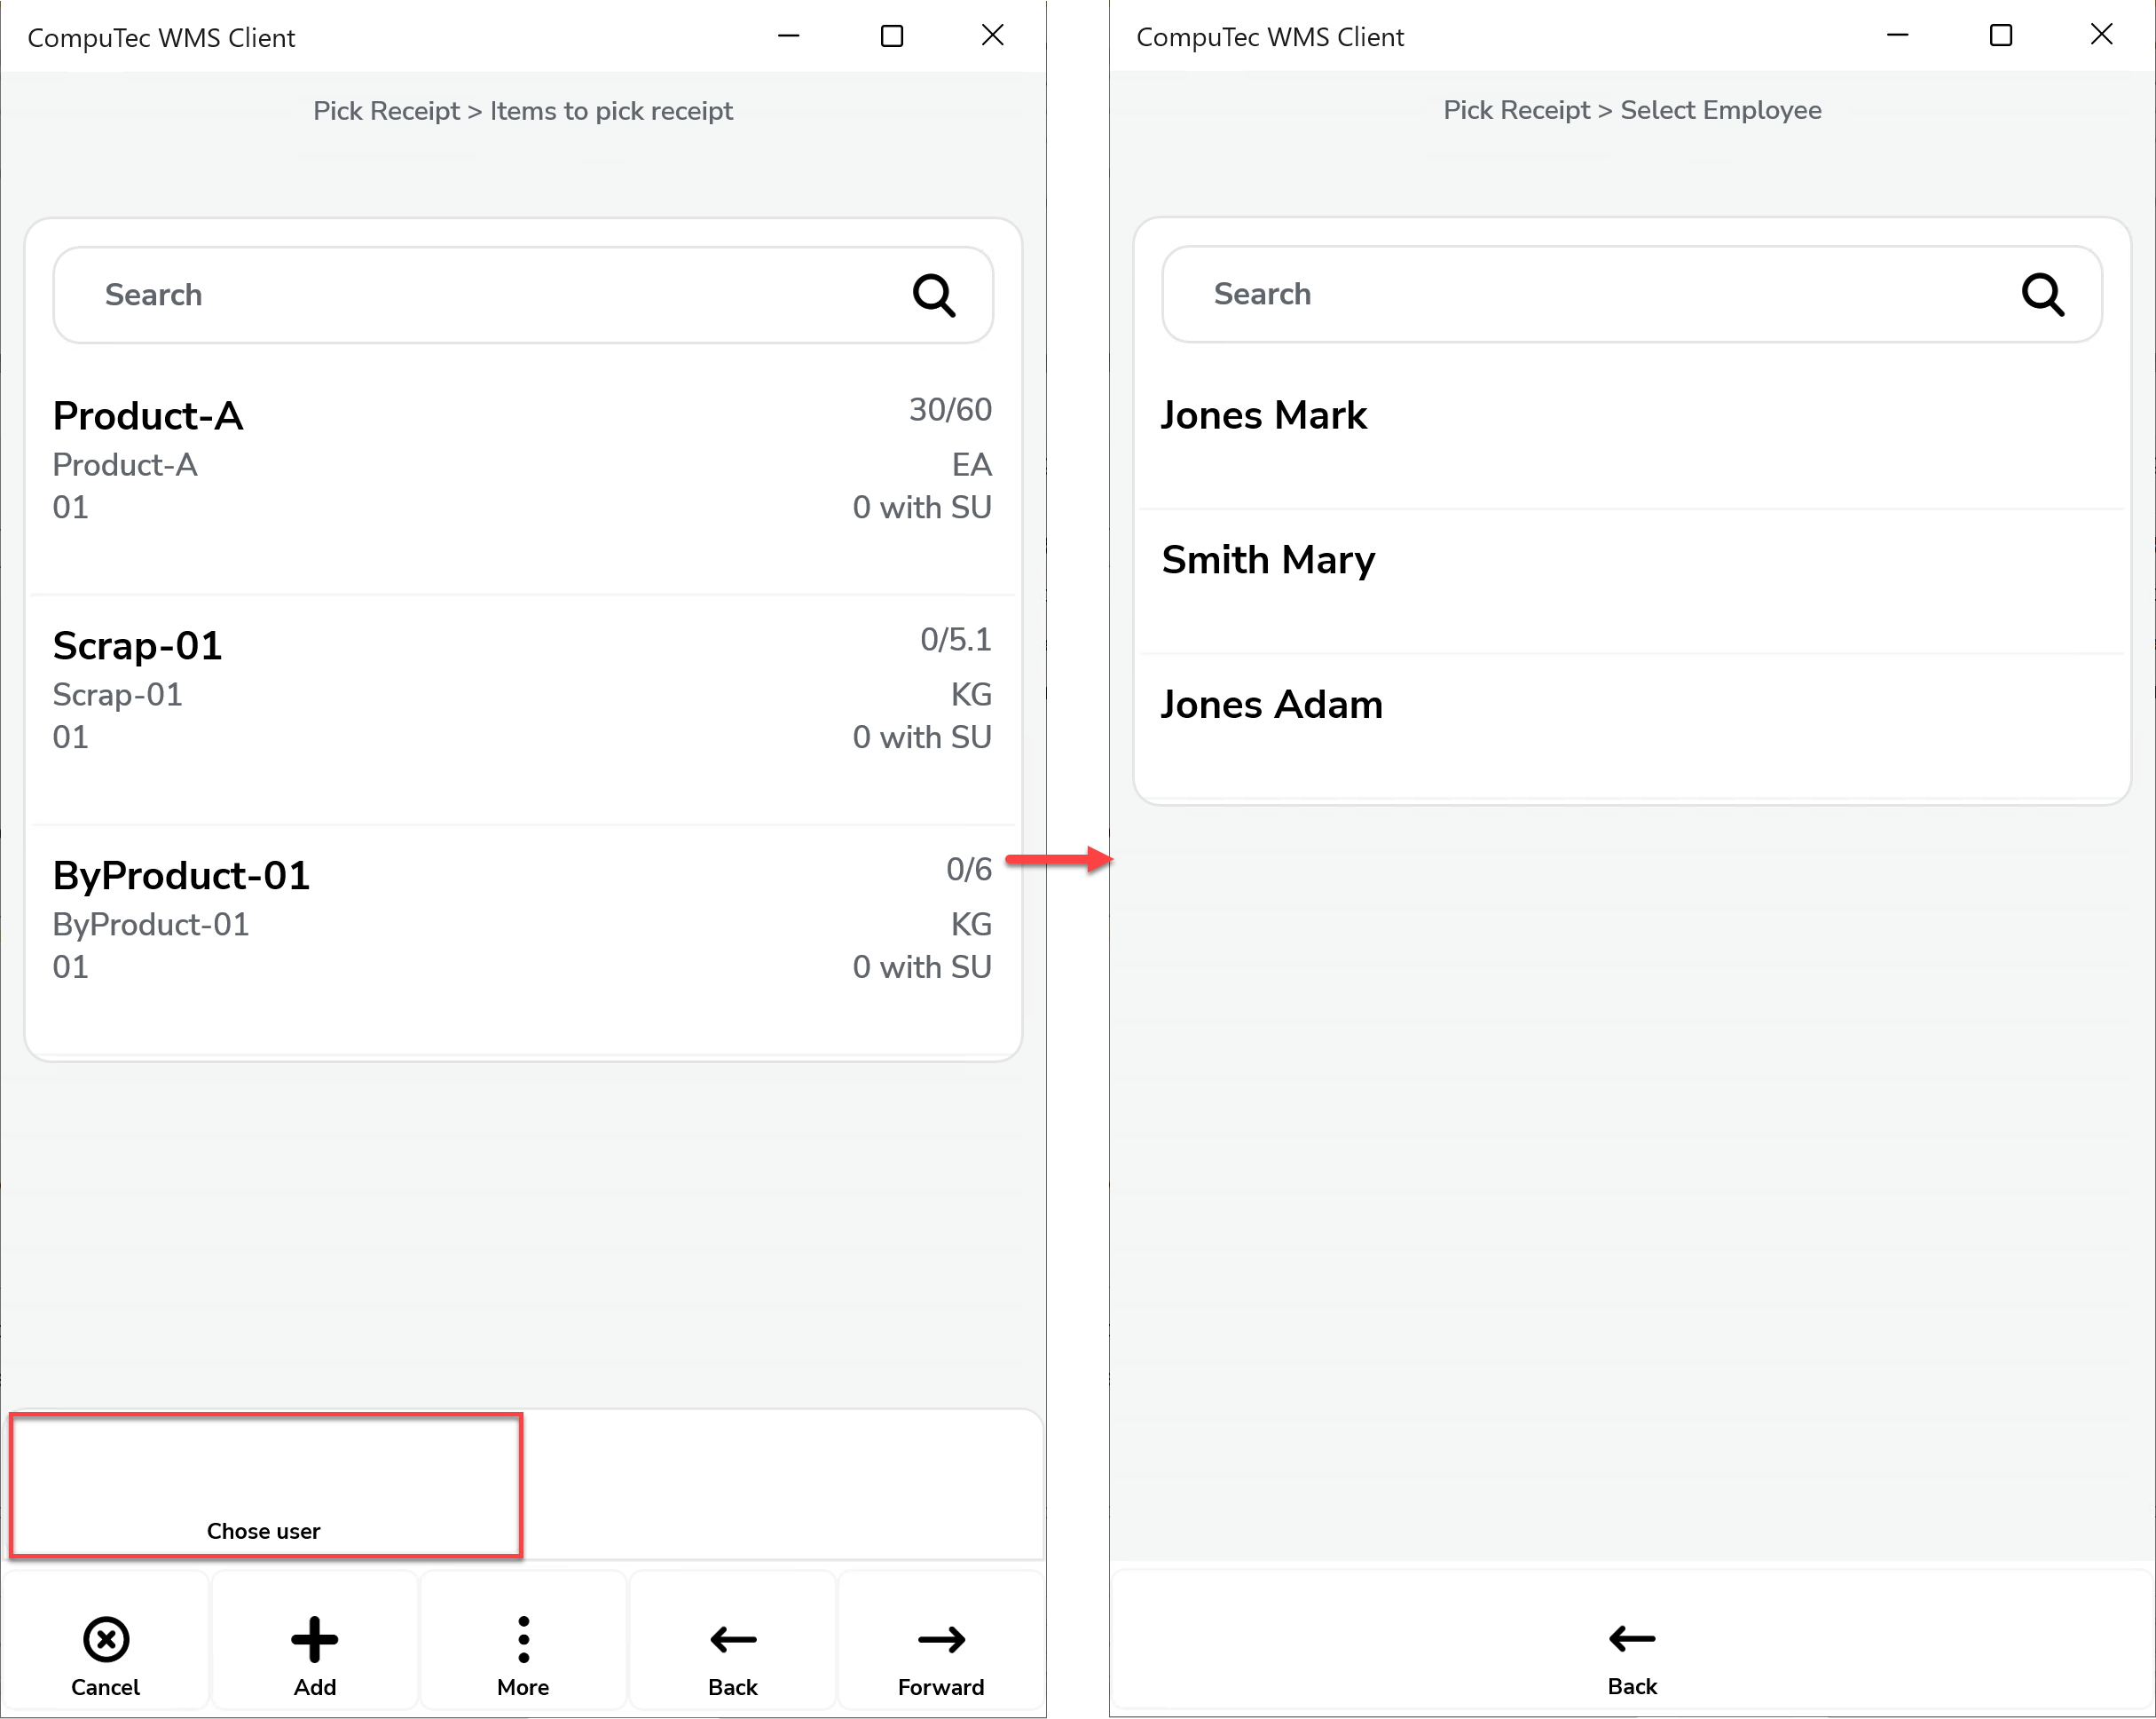 CompuTec WMS Client
Pick Receipt > Items to pick receipt
Search
Product-A 30/60
Product-A EA
01 0 with SU
Scrap-01 0/5.1
Scrap-01 KG
01 0 with SU
ByProduct-01 0/6
ByProduct-01 KG
01 0 with SU
Chose user
Cancel Add More Back Forward
CompuTec WMS Client
Pick Receipt > Select Employee
Search
Jones Mark
Smith Mary
Jones Adam
Back